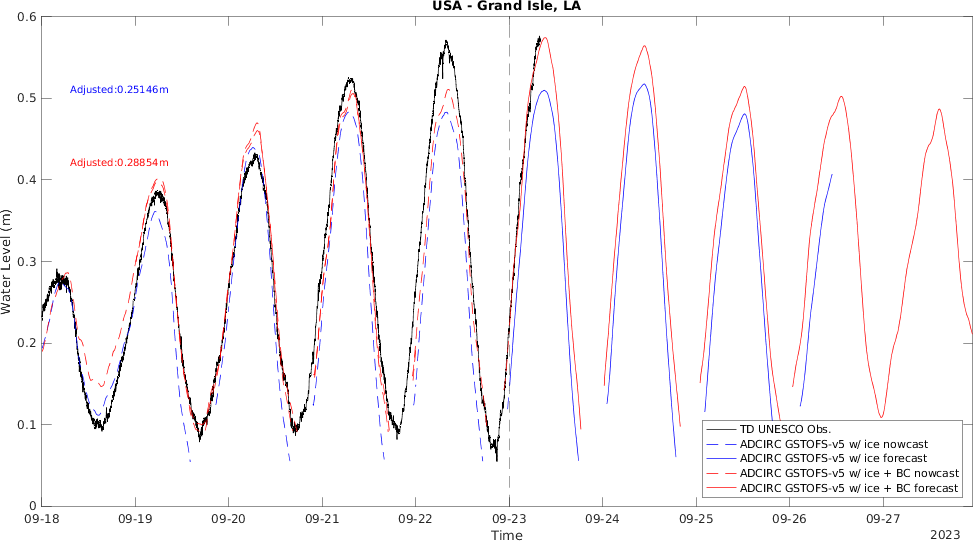 USA - Grand Isle, LA
0.6
0.5
0.4
0.3
0.2
0.1
0
Water Level (m)
Adjusted:0.25146m
Adjusted:0.28854m
TD UNESCO Obs.
ADCIRC GSTOFS-v5 w/ ice nowcast
ADCIRC GSTOFS-v5 w/ ice forecast
ADCIRC GSTOFS-v5 w/ ice + BC nowcast
ADCIRC GSTOFS-v5 w/ ice + BC forecast
09-18 09-19 09-20 09-21 09-22 09-23 09-24 09-25 09-26 09-27
Time
2023